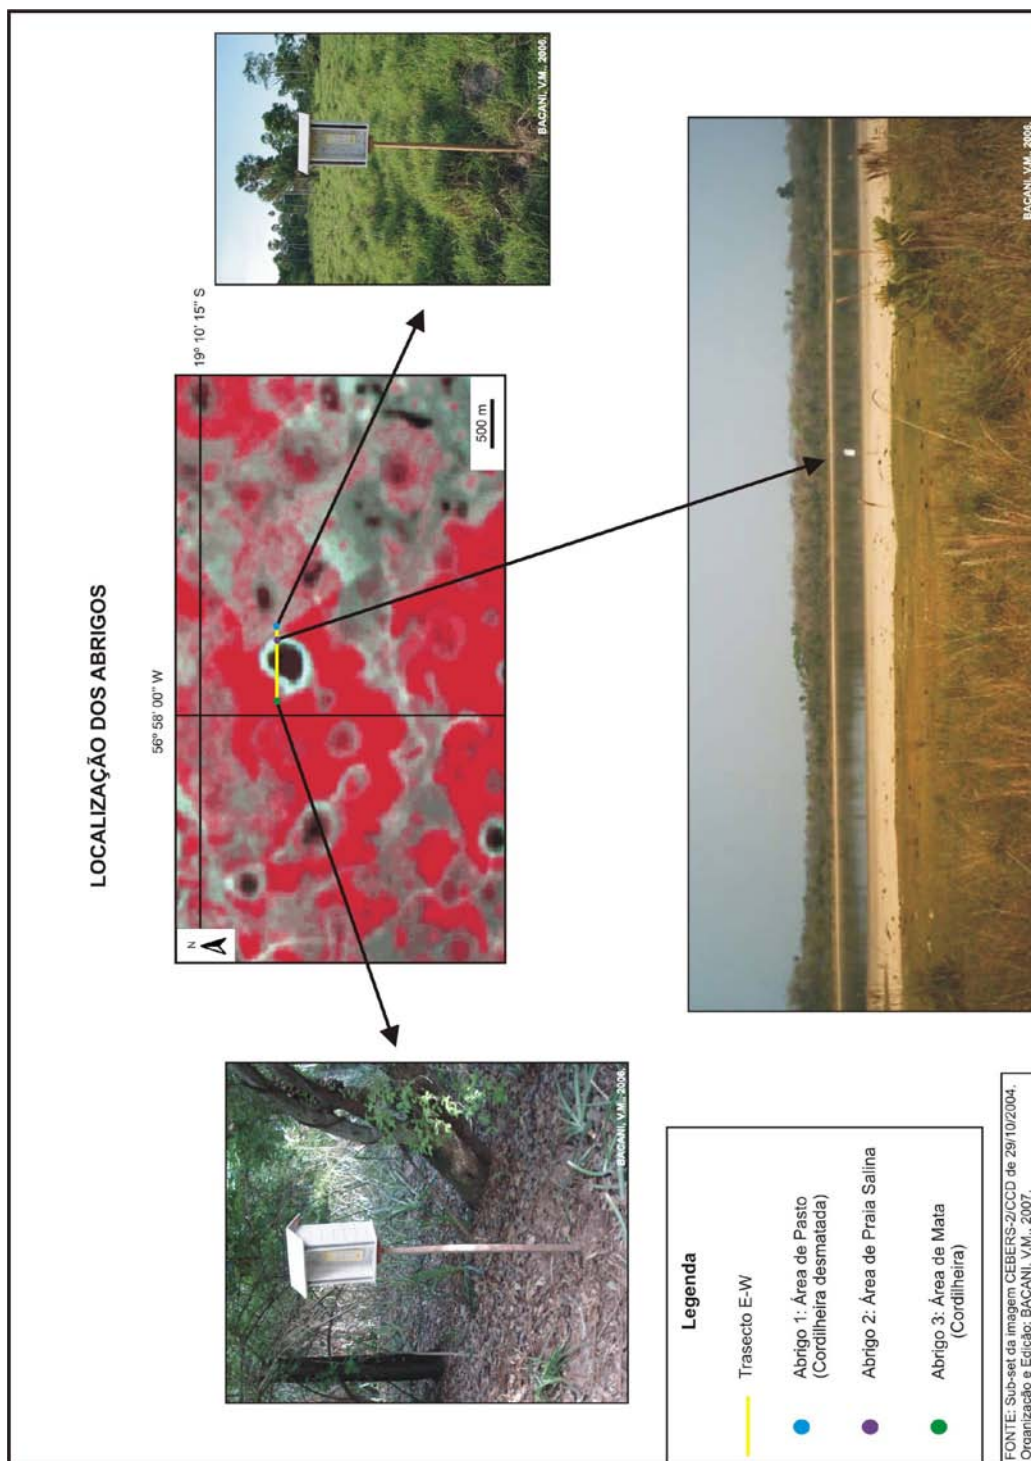 LOCALIZAÇÃO DOS ABRIGOS
56º 58' 00" W
19º 10' 15" S
N
500 m
BACANI, V.M., 2006.
BACANI, V.M., 2006.
BACANI, V.M., 2006.
Legenda
Trasecto E-W
Abrigo 1: Área de Pasto
(Cordilheira desmatada)
Abrigo 2: Área de Praia Salina
Abrigo 3: Área de Mata
(Cordilheira)
FONTE: Sub-set da imagem CEBERS-2/CCD de 29/10/2004.
Organização e Edição: BACANI, V.M., 2007.